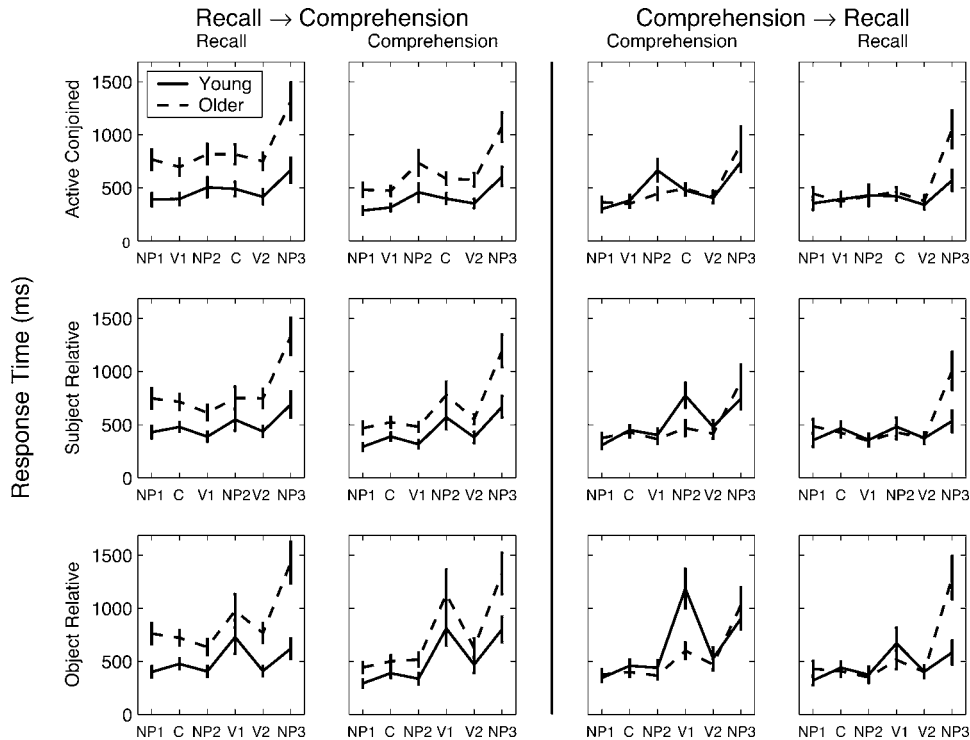 Recall → Comprehension
Comprehension → Recall
Recall
Comprehension
Comprehension
Recall
Response Time (ms)
Active Conjoined
1500
1000
500
0
Young
Older
NP1 V1 NP2 C V2 NP3
NP1 V1 NP2 C V2 NP3
NP1 V1 NP2 C V2 NP3
NP1 V1 NP2 C V2 NP3
Subject Relative
1500
1000
500
0
NP1 C V1 NP2 V2 NP3
NP1 C V1 NP2 V2 NP3
NP1 C V1 NP2 V2 NP3
NP1 C V1 NP2 V2 NP3
Object Relative
1500
1000
500
0
NP1 C NP2 V1 V2 NP3
NP1 C NP2 V1 V2 NP3
NP1 C NP2 V1 V2 NP3
NP1 C NP2 V1 V2 NP3